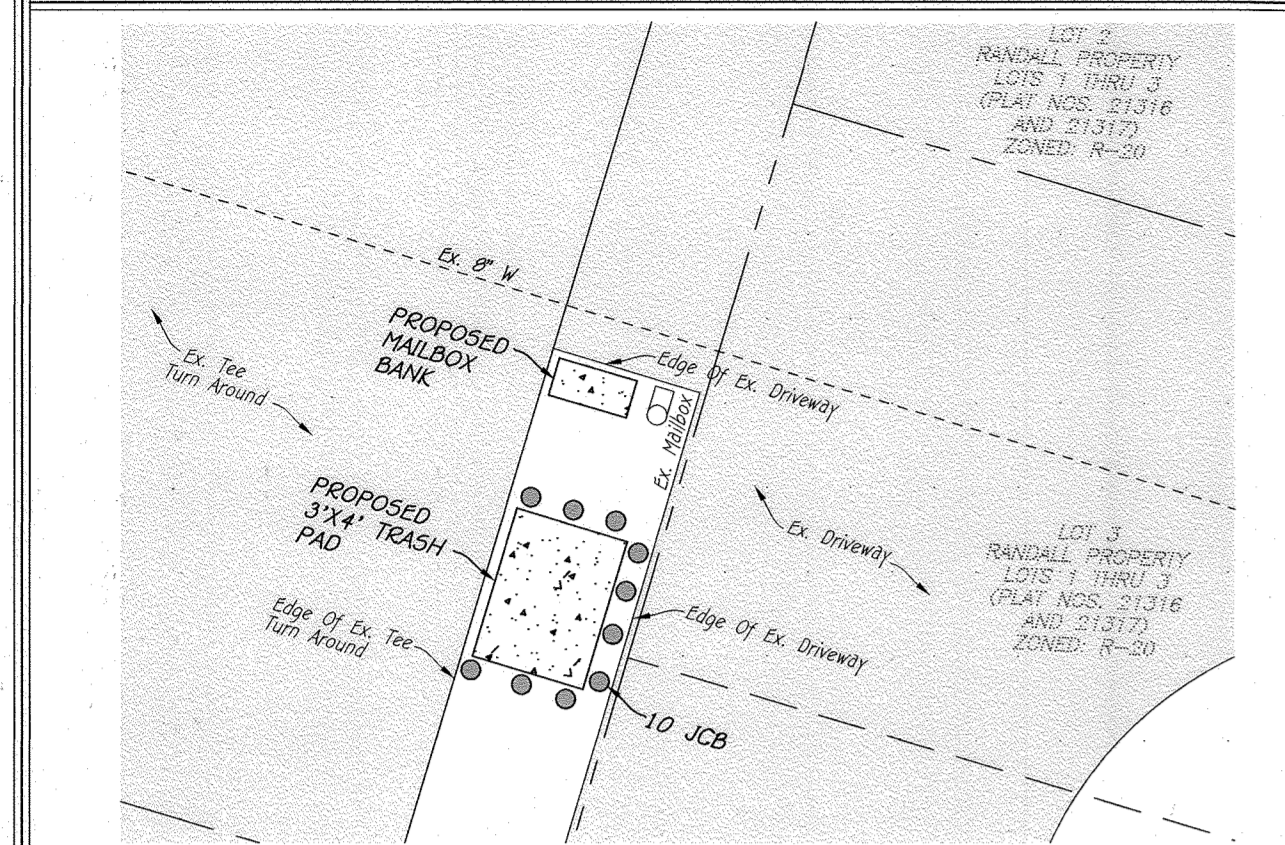 LOT 2
RANDALL PROPERTY
LOTS 1 THRU 3
(PLAT NOS. 21316
AND 21317)
ZONED: R-20
Ex. 8" W
PROPOSED
MAILBOX
BANK
Edge Of Ex. Driveway
Ex. Tee
Turn Around
Ex. Mailbox
PROPOSED
3'X4' TRASH
PAD
Ex. Driveway
LOT 3
RANDALL PROPERTY
LOTS 1 THRU 3
(PLAT NOS. 21316
AND 21317)
ZONED: R-20
Edge Of Ex. Tee
Turn Around
Edge Of Ex. Driveway
10 JCB